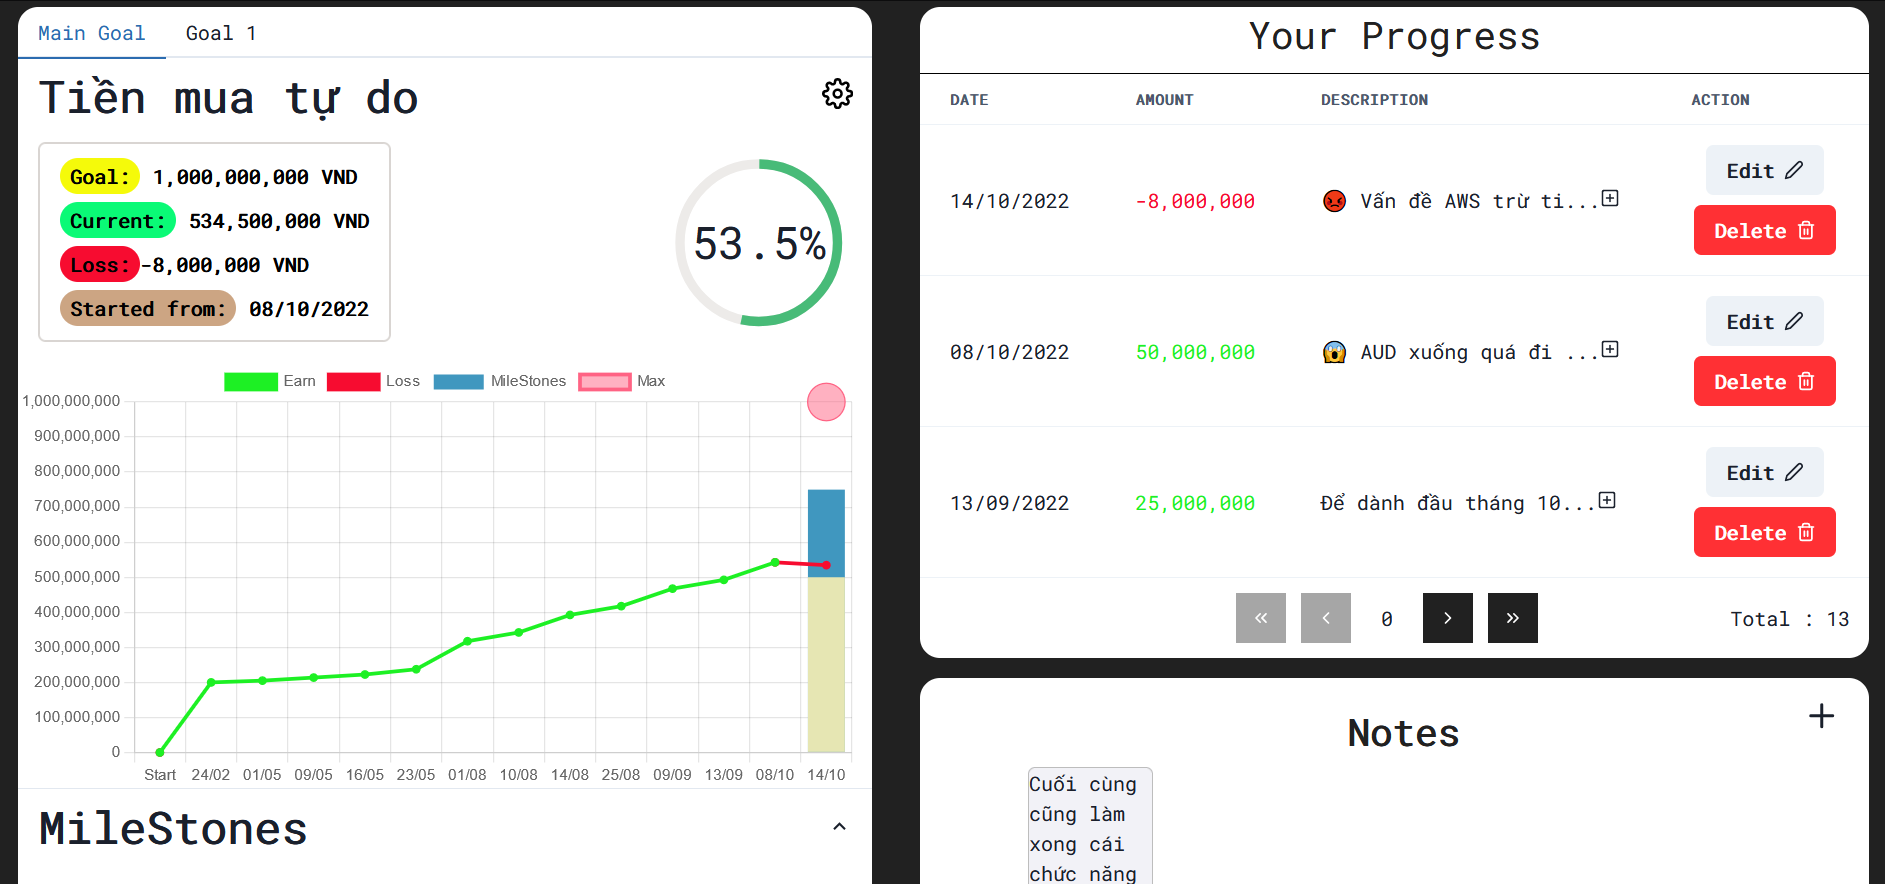 Main Goal Goal 1
Tiền mua tự do
Goal: 1,000,000,000 VND
Current: 534,500,000 VND
Loss: -8,000,000 VND
Started from: 08/10/2022
53.5%
Earn Loss MileStones Max
1,000,000,000
900,000,000
800,000,000
700,000,000
600,000,000
500,000,000
400,000,000
300,000,000
200,000,000
100,000,000
0
Start 24/02 01/05 09/05 16/05 23/05 01/08 10/08 14/08 25/08 09/09 13/09 08/10 14/10
MileStones
Your Progress
DATE AMOUNT DESCRIPTION ACTION
14/10/2022 -8,000,000 😡 Vấn đề AWS trừ ti...
Edit
Delete
08/10/2022 50,000,000 😱 AUD xuống quá đi ...
Edit
Delete
13/09/2022 25,000,000 Để dành đầu tháng 10...
Edit
Delete
« ‹ 0 › » Total : 13
Notes
Cuối cùng
cũng làm
xong cái
chức năng